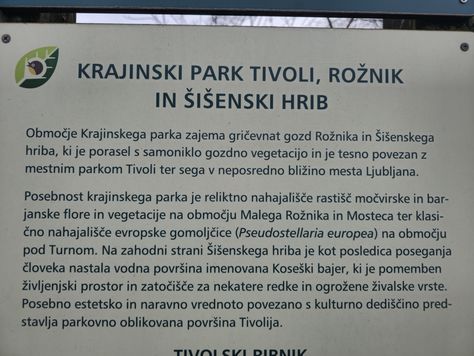 KRAJINSKI PARK TIVOLI, ROŽNIK
IN ŠIŠENSKI HRIB
Območje Krajinskega parka zajema gričevnat gozd Rožnika in Šišenskega
hriba, ki je porasel s samoniklo gozdno vegetacijo in je tesno povezan z
mestnim parkom Tivoli ter sega v neposredno bližino mesta Ljubljana.
Posebnost krajinskega parka je reliktno nahajališče rastišč močvirske in bar-
janske flore in vegetacije na območju Malega Rožnika in Mosteca ter klasi-
čno nahajališče evropske gomoljčice (Pseudostellaria europea) na območju
pod Turnom. Na zahodni strani Šišenskega hriba je kot posledica poseganja
človeka nastala vodna površina imenovana Koseški bajer, ki je pomemben
življenjski prostor in zatočišče za nekatere redke in ogrožene živalske vrste.
Posebno estetsko in naravno vrednoto povezano s kulturno dediščino pred-
stavlja parkovno oblikovana površina Tivolija.
TIVOLSKI RIBNIK